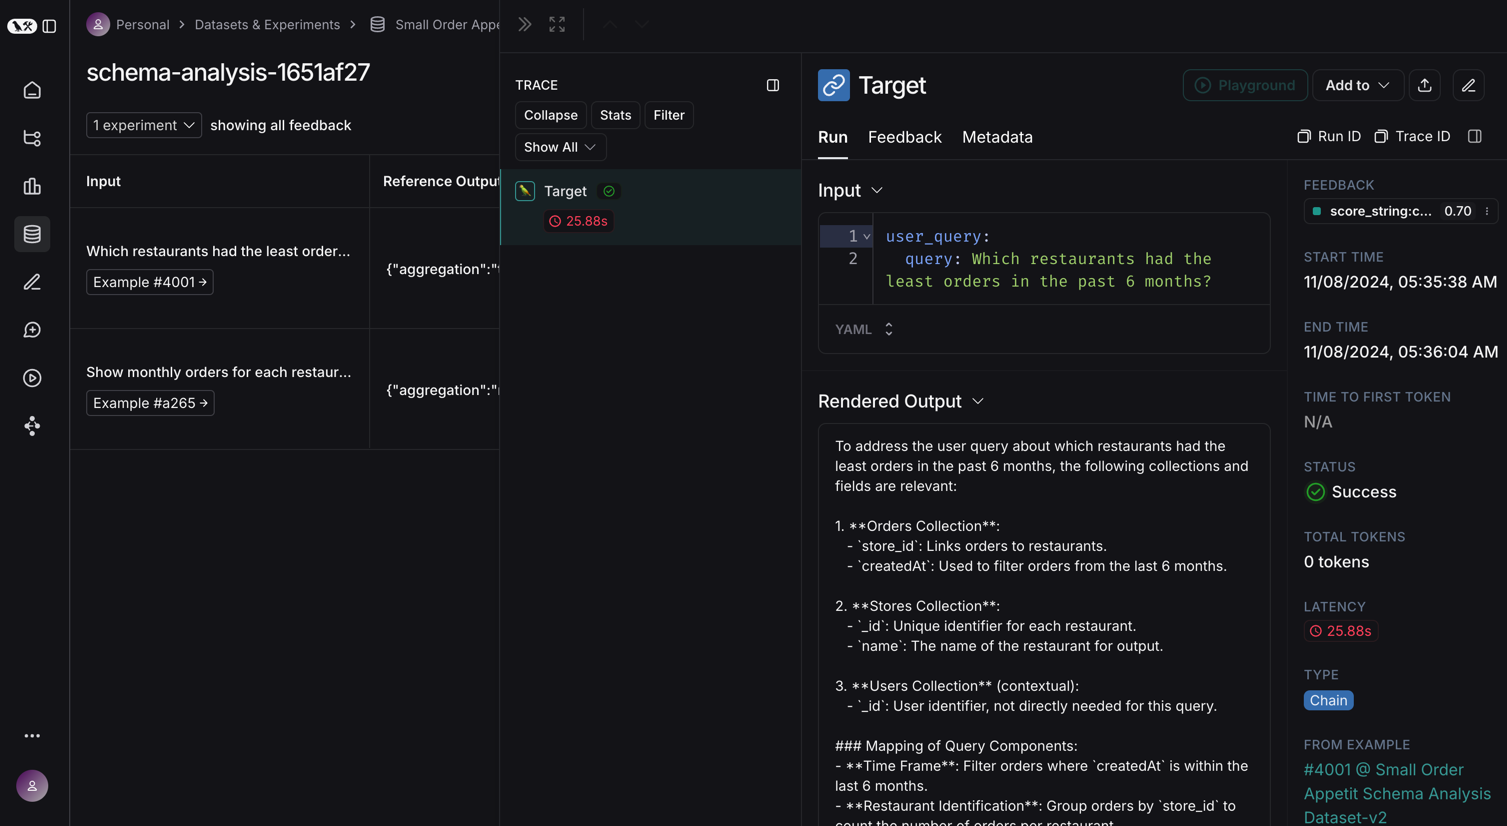 Personal > Datasets & Experiments > Small Order Appe
schema-analysis-1651af27
1 experiment showing all feedback
Input Reference Outpu
Which restaurants had the least order... {"aggregation":"
Example #4001 →
Show monthly orders for each restaur... {"aggregation":"
Example #a265 →
TRACE
Collapse Stats Filter
Show All
Target
25.88s
Target
Playground Add to
Run Feedback Metadata
Run ID Trace ID
Input
1 user_query:
2 query: Which restaurants had the
least orders in the past 6 months?
YAML
Rendered Output
To address the user query about which restaurants had the
least orders in the past 6 months, the following collections and
fields are relevant:
1. **Orders Collection**:
- `store_id`: Links orders to restaurants.
- `createdAt`: Used to filter orders from the last 6 months.
2. **Stores Collection**:
- `_id`: Unique identifier for each restaurant.
- `name`: The name of the restaurant for output.
3. **Users Collection** (contextual):
- `_id`: User identifier, not directly needed for this query.
### Mapping of Query Components:
- **Time Frame**: Filter orders where `createdAt` is within the
last 6 months.
- **Restaurant Identification**: Group orders by `store_id` to
count the number of orders per restaurant
FEEDBACK
score_string:c... 0.70
START TIME
11/08/2024, 05:35:38 AM
END TIME
11/08/2024, 05:36:04 AM
TIME TO FIRST TOKEN
N/A
STATUS
Success
TOTAL TOKENS
0 tokens
LATENCY
25.88s
TYPE
Chain
FROM EXAMPLE
#4001 @ Small Order
Appetit Schema Analysis
Dataset-v2